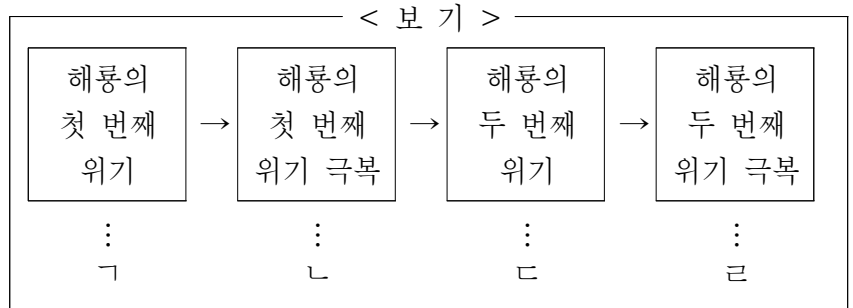 < 보 기 >
해룡의 첫 번째 위기 → 해룡의 첫 번째 위기 극복 → 해룡의 두 번째 위기 → 해룡의 두 번째 위기 극복
⋮ ⋮ ⋮ ⋮
ㄱ ㄴ ㄷ ㄹ